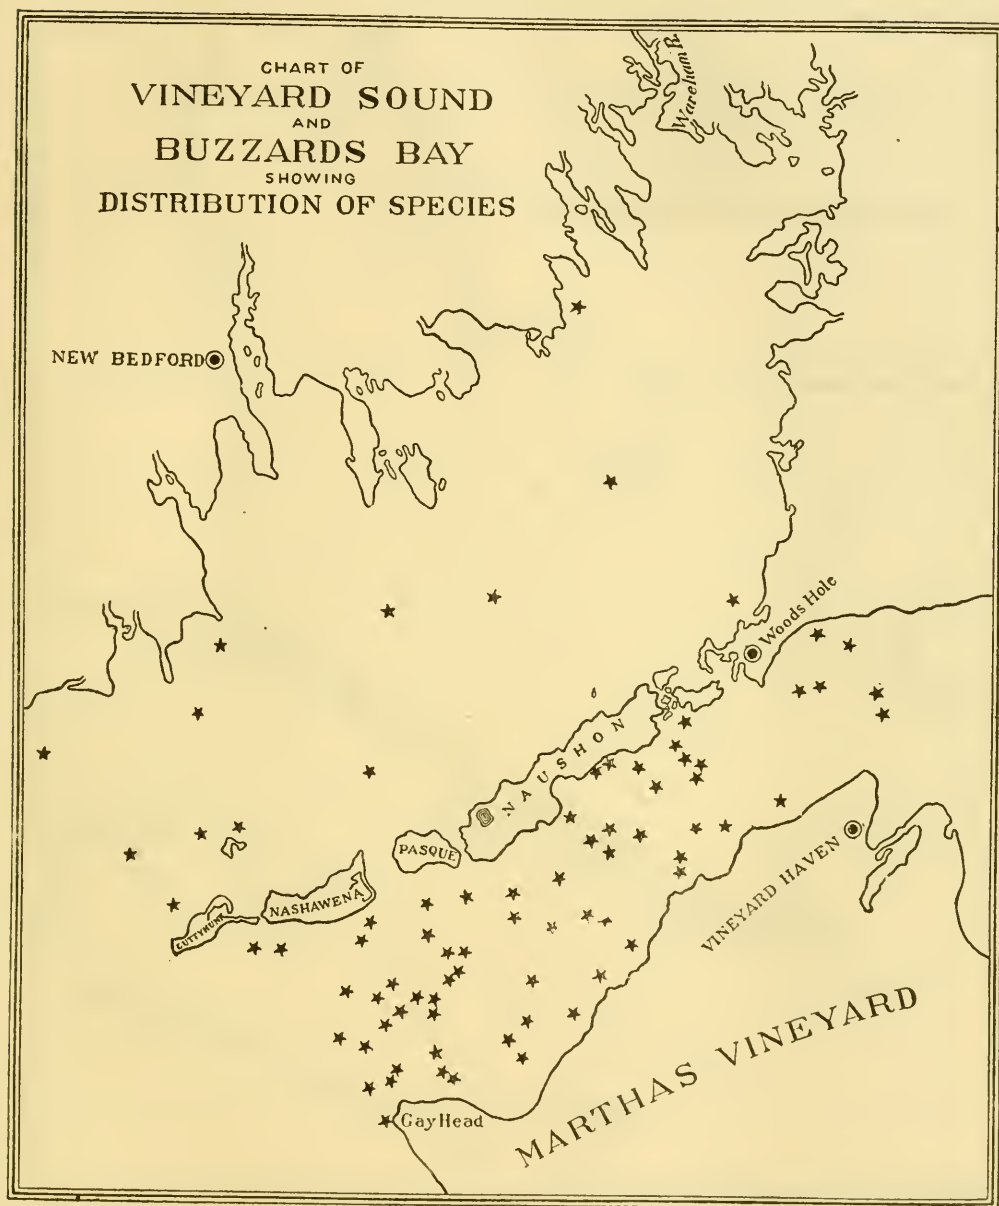 CHART OF
VINEYARD SOUND
AND
BUZZARDS BAY
SHOWING
DISTRIBUTION OF SPECIES
Wareham R.
NEW BEDFORD
Woods Hole
NAUSHON
PASQUE
NASHAWENA
CUTTYHUNK
VINEYARD HAVEN
MARTHAS VINEYARD
Gay Head